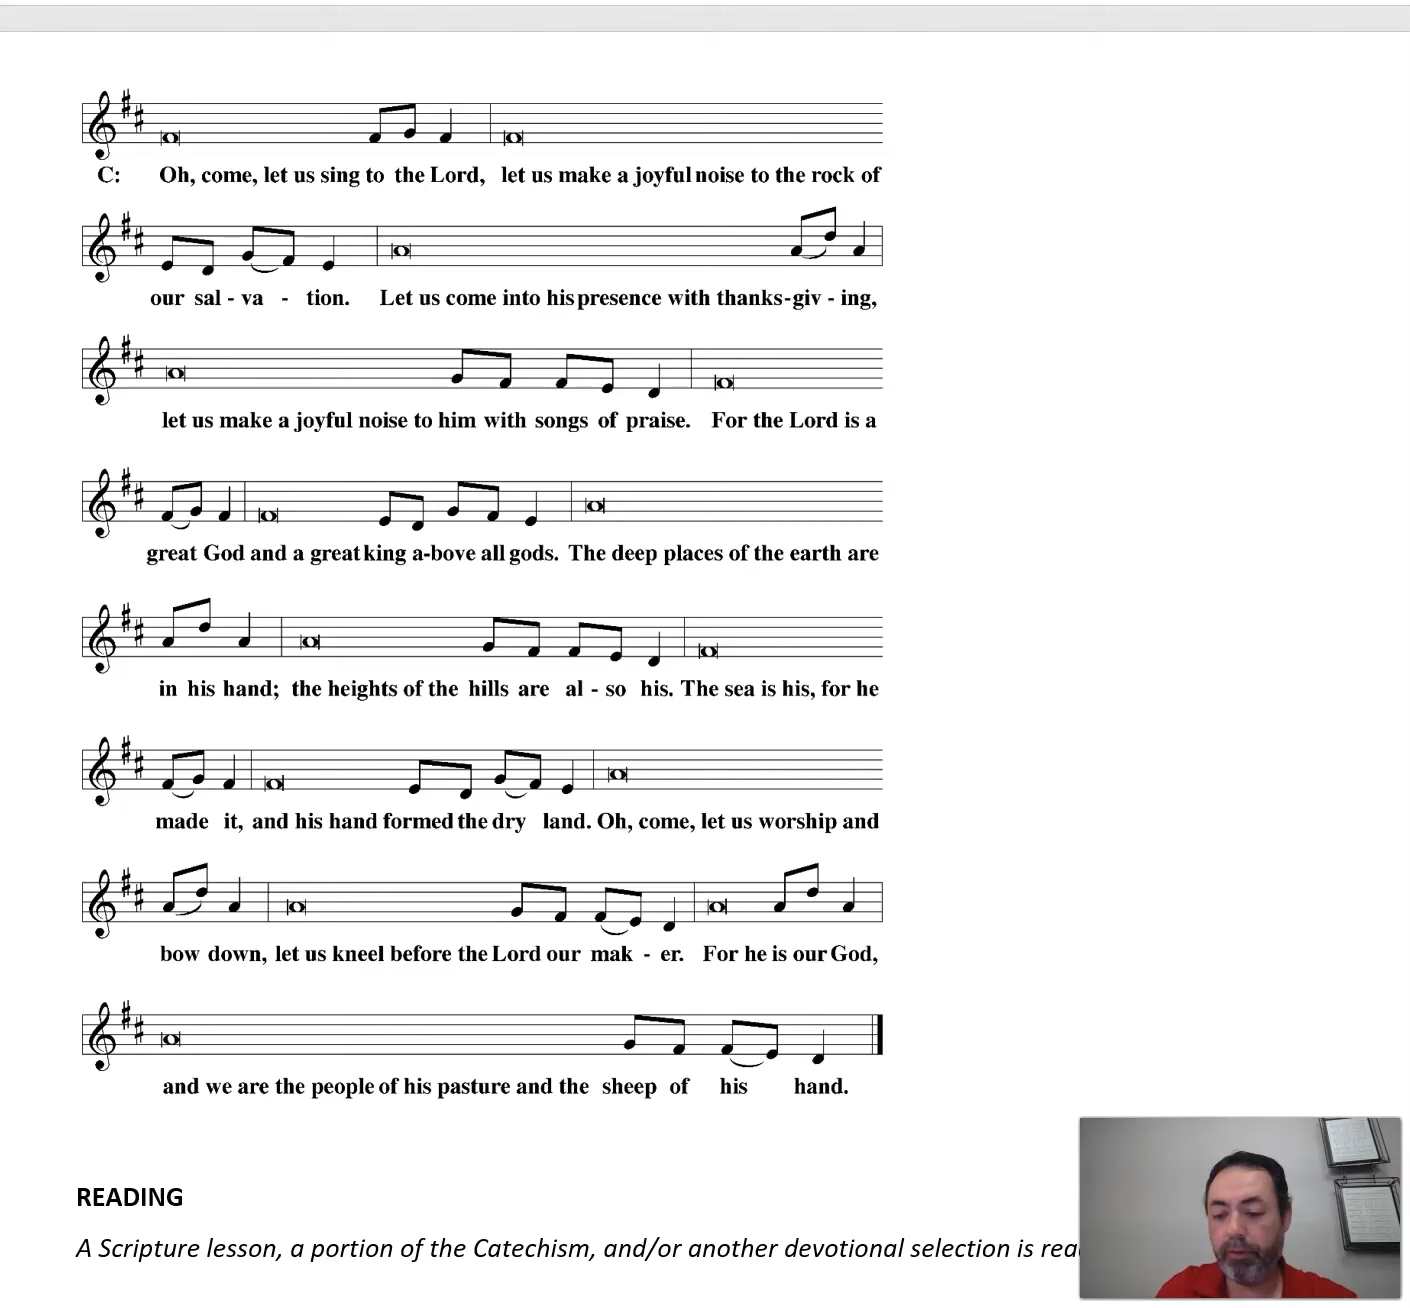 C: Oh, come, let us sing to the Lord, let us make a joyful noise to the rock of
our sal - va - tion. Let us come into his presence with thanks-giv - ing,
let us make a joyful noise to him with songs of praise. For the Lord is a
great God and a great king a-bove all gods. The deep places of the earth are
in his hand; the heights of the hills are al - so his. The sea is his, for he
made it, and his hand formed the dry land. Oh, come, let us worship and
bow down, let us kneel before the Lord our mak - er. For he is our God,
and we are the people of his pasture and the sheep of his hand.
READING
A Scripture lesson, a portion of the Catechism, and/or another devotional selection is